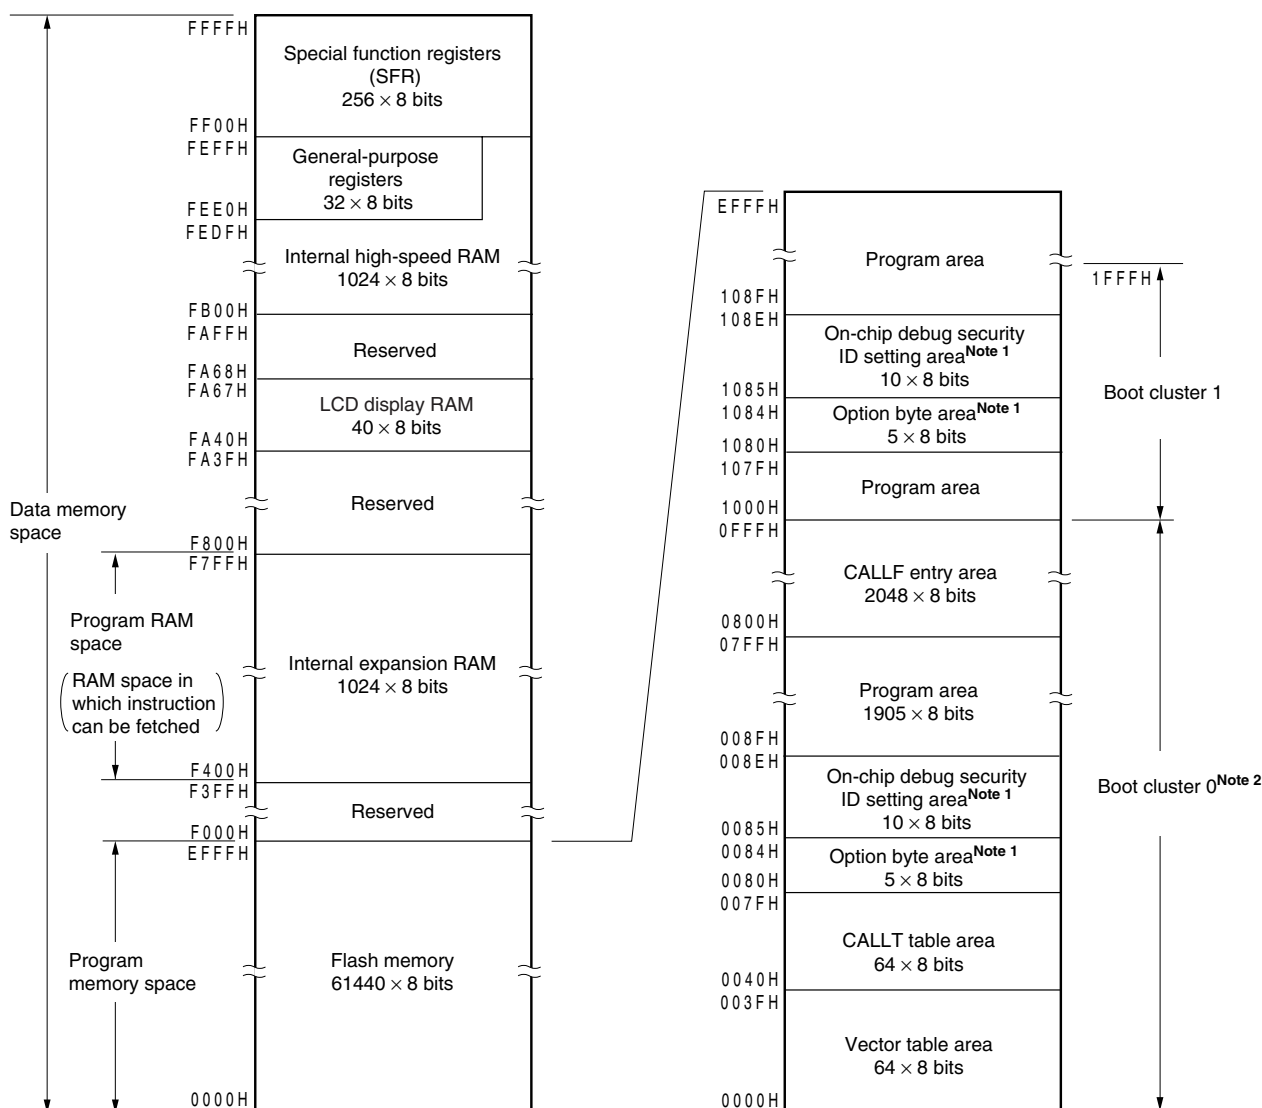 FFFFH
Special function registers
(SFR)
256 × 8 bits
FF00H
FEFFH
General-purpose
registers
32 × 8 bits
FEE0H
FEDFH
Internal high-speed RAM
1024 × 8 bits
FB00H
FAFFH
Reserved
FA68H
FA67H
LCD display RAM
40 × 8 bits
FA40H
FA3FH
Data memory
space
Reserved
F800H
F7FFH
Program RAM
space
RAM space in
which instruction
can be fetched
Internal expansion RAM
1024 × 8 bits
F400H
F3FFH
Reserved
F000H
EFFFH
Program
memory space
Flash memory
61440 × 8 bits
0000H
EFFFH
Program area
1FFFH
108FH
108EH
On-chip debug security
ID setting areaNote 1
10 × 8 bits
1085H
1084H
Option byte areaNote 1
5 × 8 bits
1080H
107FH
Program area
1000H
0FFFH
Boot cluster 1
CALLF entry area
2048 × 8 bits
0800H
07FFH
Program area
1905 × 8 bits
008FH
008EH
On-chip debug security
ID setting areaNote 1
10 × 8 bits
Boot cluster 0Note 2
0085H
0084H
Option byte areaNote 1
5 × 8 bits
0080H
007FH
CALLT table area
64 × 8 bits
0040H
003FH
Vector table area
64 × 8 bits
0000H